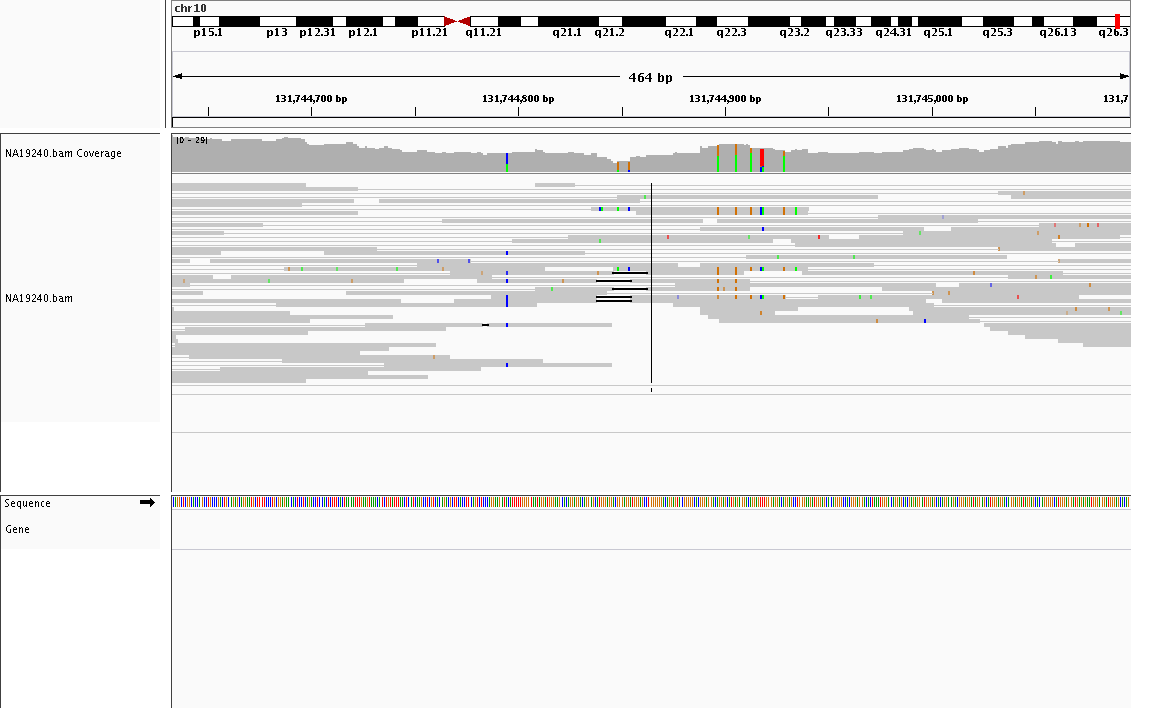 chr10
p15.1 p13 p12.31 p12.1 p11.21 q11.21 q21.1 q21.2 q22.1 q22.3 q23.2 q23.33 q24.31 q25.1 q25.3 q26.13 q26.3
464 bp
131,744,700 bp 131,744,800 bp 131,744,900 bp 131,745,000 bp 131,7
[0 - 29]
NA19240.bam Coverage
NA19240.bam
Sequence
Gene